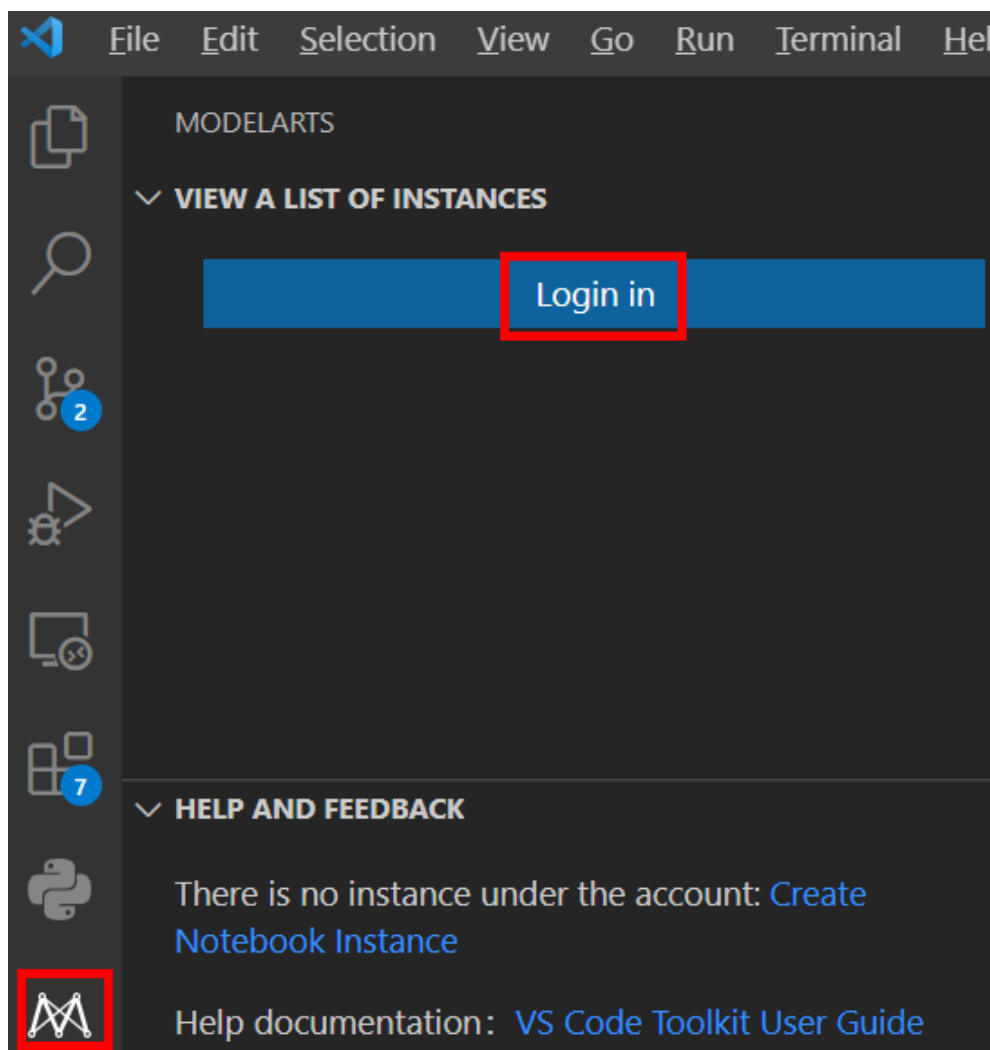 File Edit Selection View Go Run Terminal Hel
MODELARTS
VIEW A LIST OF INSTANCES
Login in
2
7
HELP AND FEEDBACK
There is no instance under the account: Create
Notebook Instance
Help documentation: VS Code Toolkit User Guide